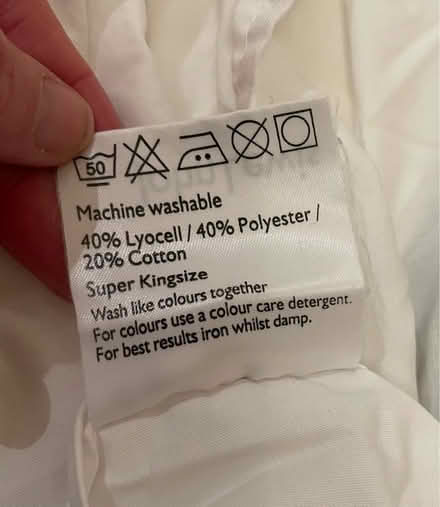 50
Machine washable
40% Lyocell / 40% Polyester /
20% Cotton
Super Kingsize
Wash like colours together
For colours use a colour care detergent.
For best results iron whilst damp.